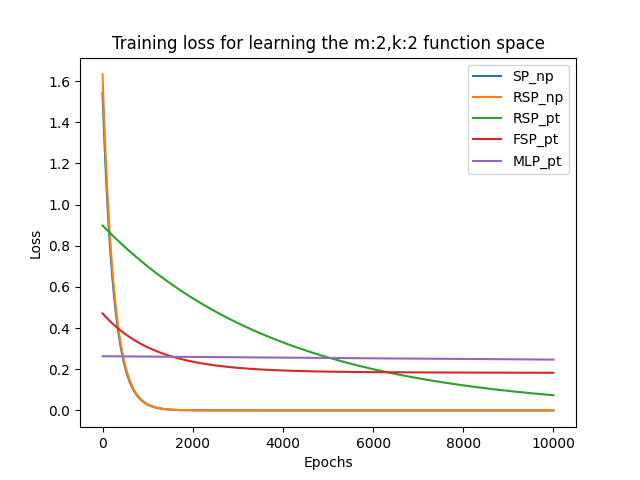 Training loss for learning the m:2,k:2 function space
SP_np
RSP_np
RSP_pt
FSP_pt
MLP_pt
Loss
1.6
1.4
1.2
1.0
0.8
0.6
0.4
0.2
0.0
0 2000 4000 6000 8000 10000
Epochs